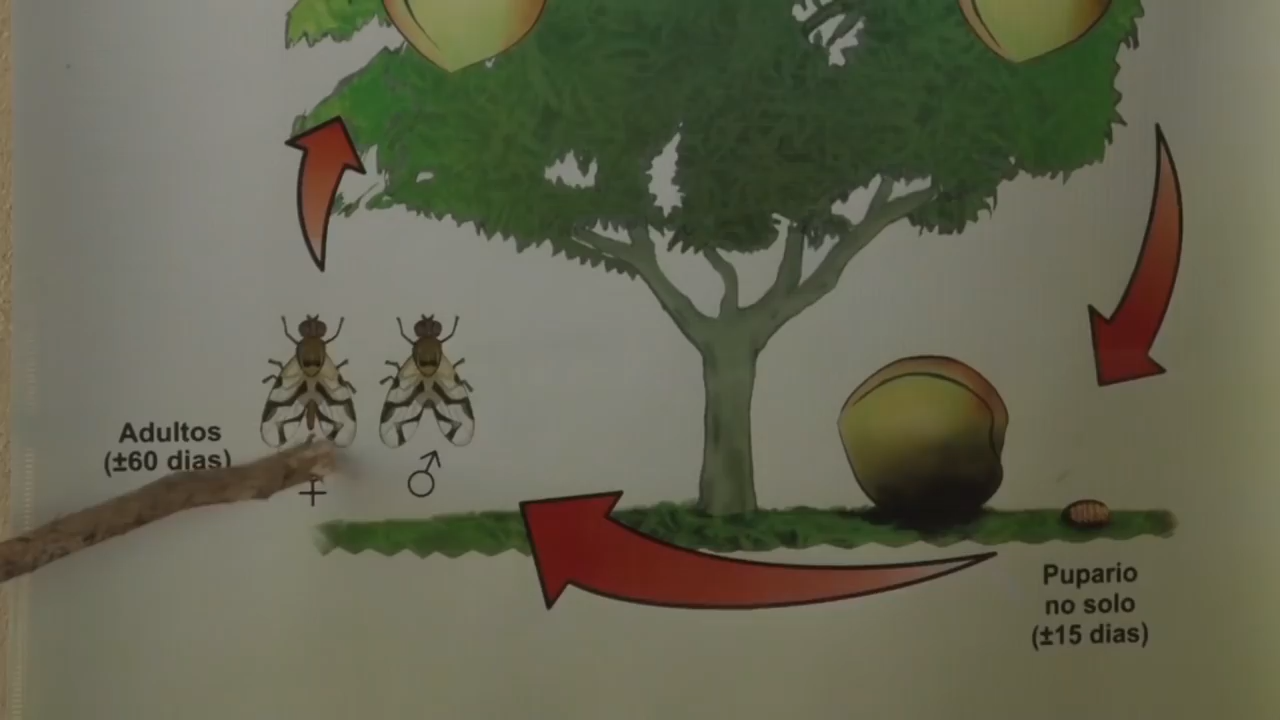 Adultos
(±60 dias)
♀ ♂
Pupario
no solo
(±15 dias)